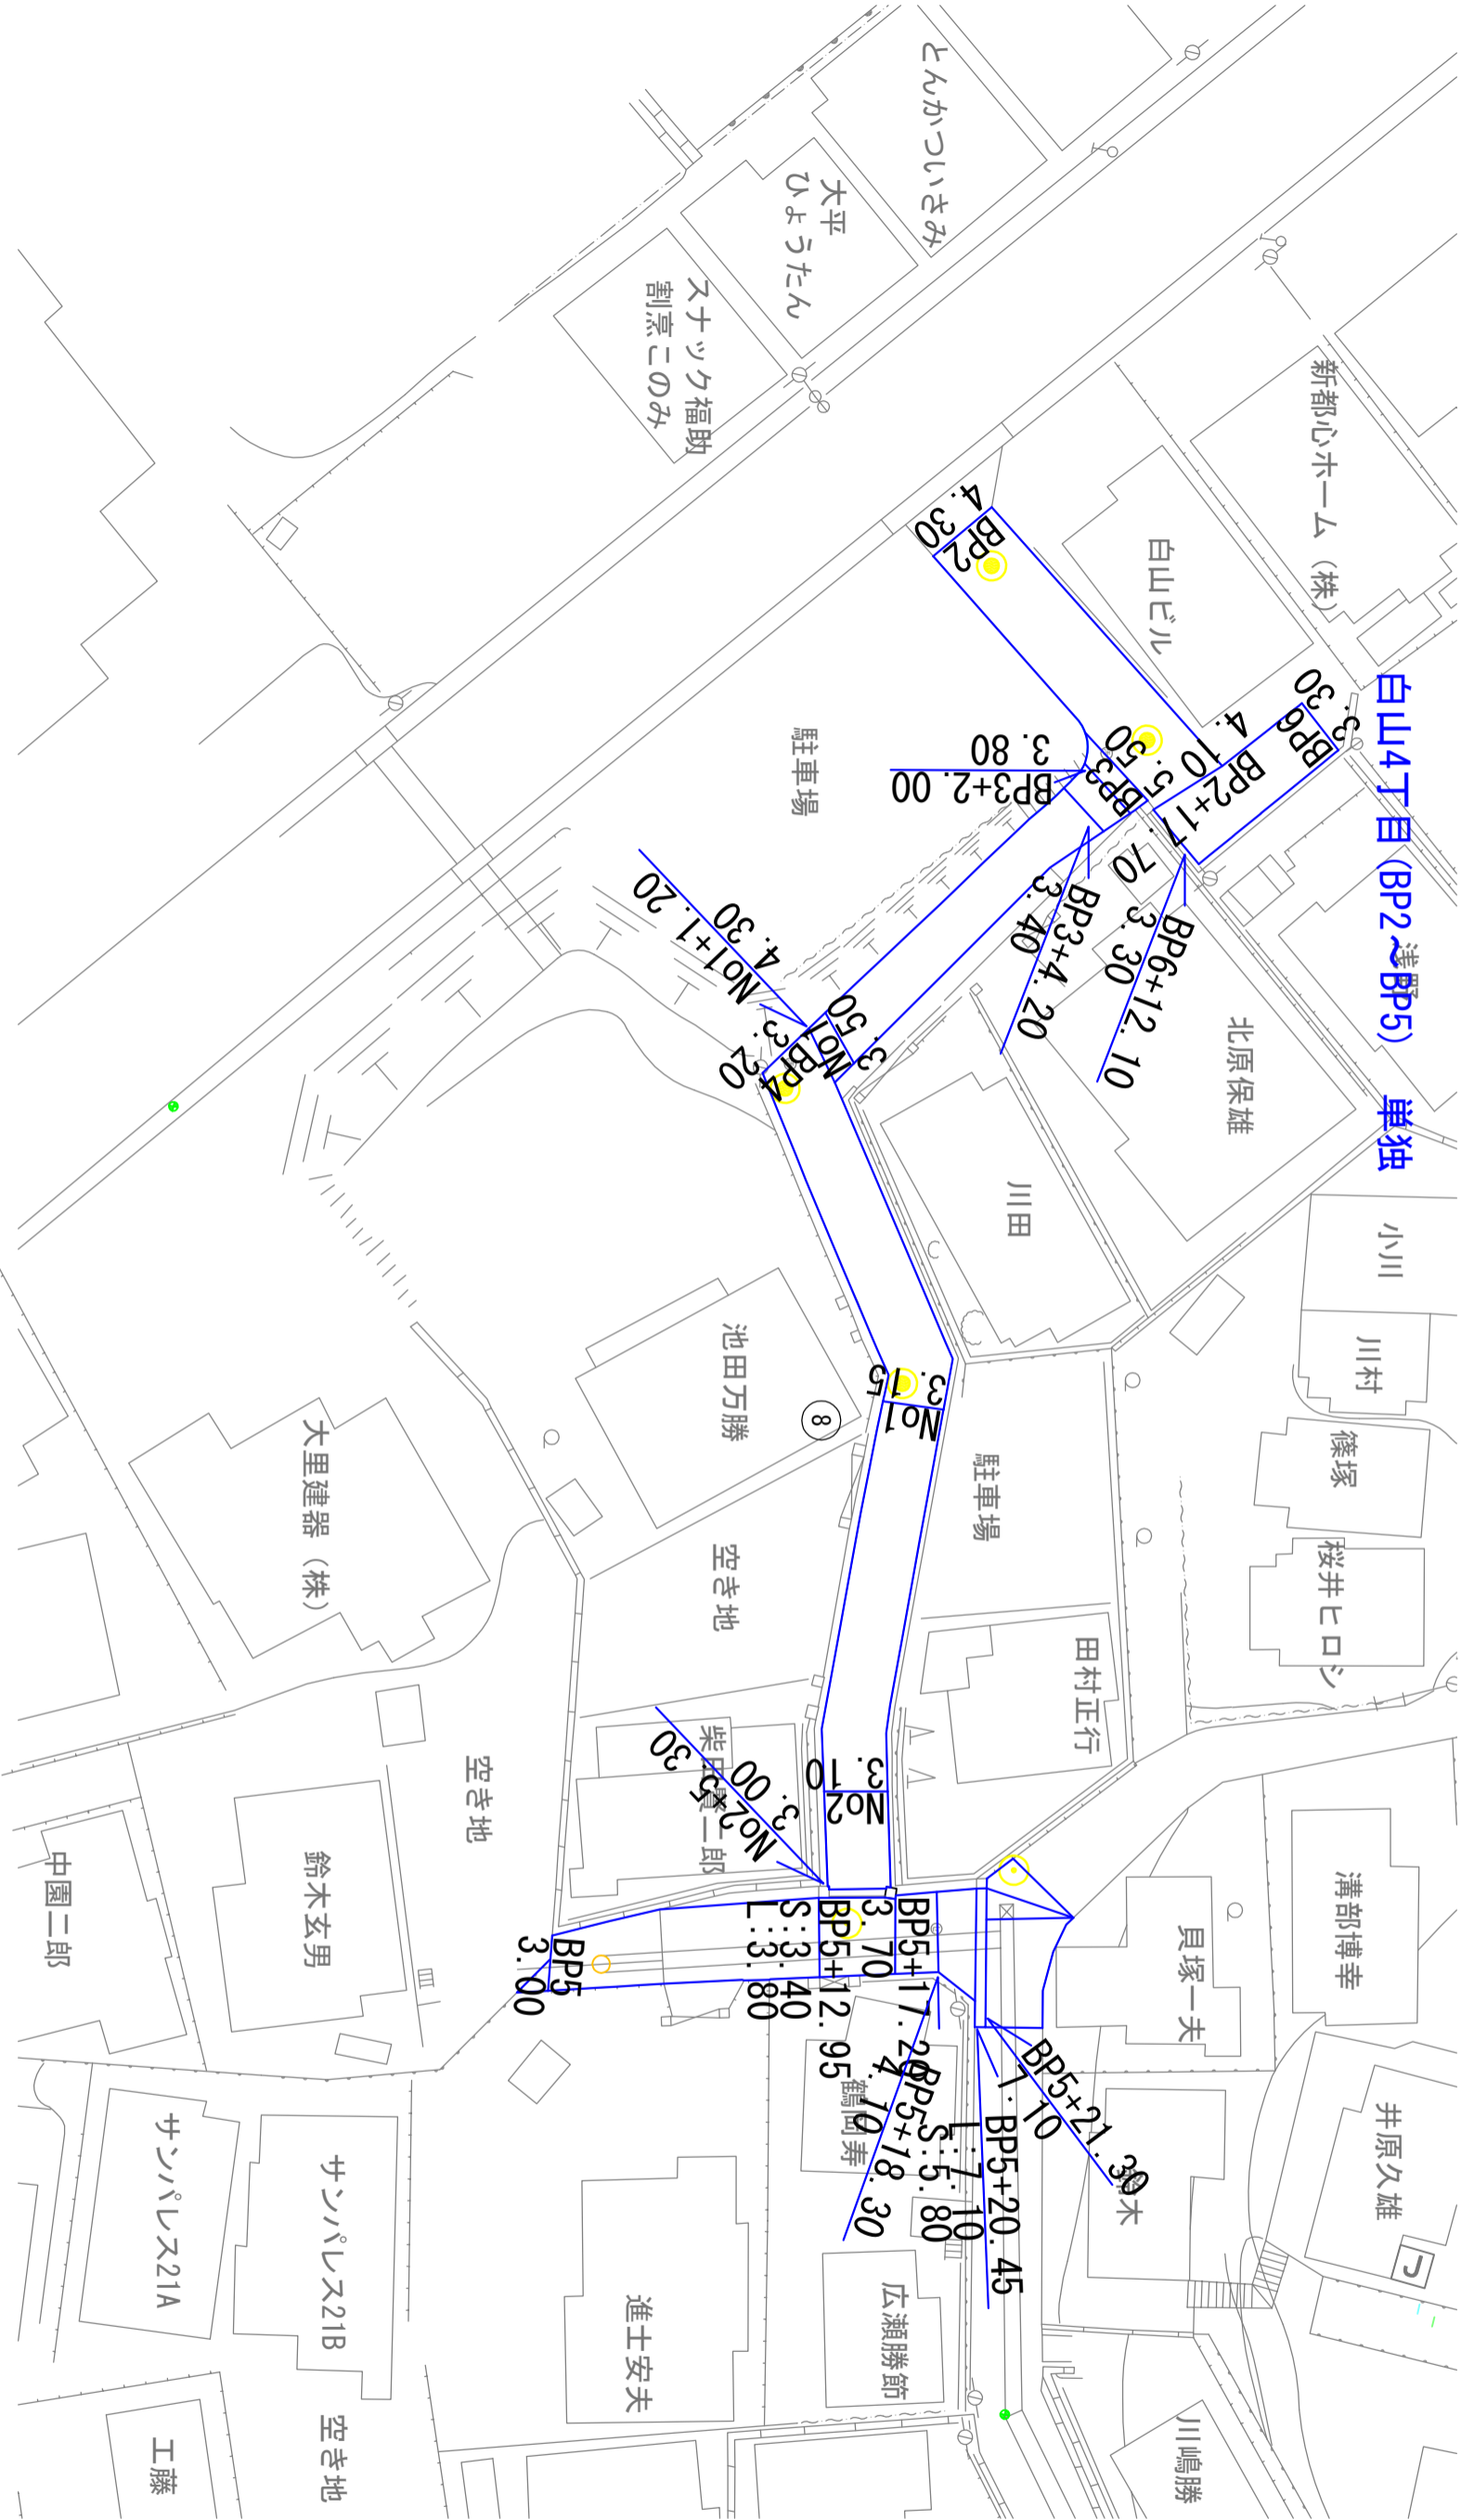 白山4丁目(BP2～BP5)　単独
とんかついさみ
大平
ひょうたん
スナック福助
割烹このみ
新都心ホーム（株）
白山ビル
浅野
北原保雄
駐車場
川田
小川
川村
篠塚
桜井ヒロシ
池田万勝
8
大里建器（株）
空き地
駐車場
田村正行
柴田賢二郎
空き地
鈴木玄男
中園二郎
溝部博幸
貝塚一夫
井原久雄
鶴岡寿
鈴木
広瀬勝節
進士安夫
サンパレス21A
サンパレス21B
空き地
工藤
川嶋勝
BP2
4.30
BP6
3.30
BP2+17.70
4.10
BP3
5.50
BP3+2.00
3.80
BP3+4.20
3.40
BP6+12.10
3.30
No1+1.20
4.30
No1
3.50
BP4
3.20
No1
3.15
No2
3.10
No2×5.30
3.00
BP5
3.00
BP5+12.95
S:3.40
L:3.80
BP5+17.20
3.70
BP5+18.30
4.10
BP5+20.45
L:7.10
S:5.80
BP5+21.30
7.10